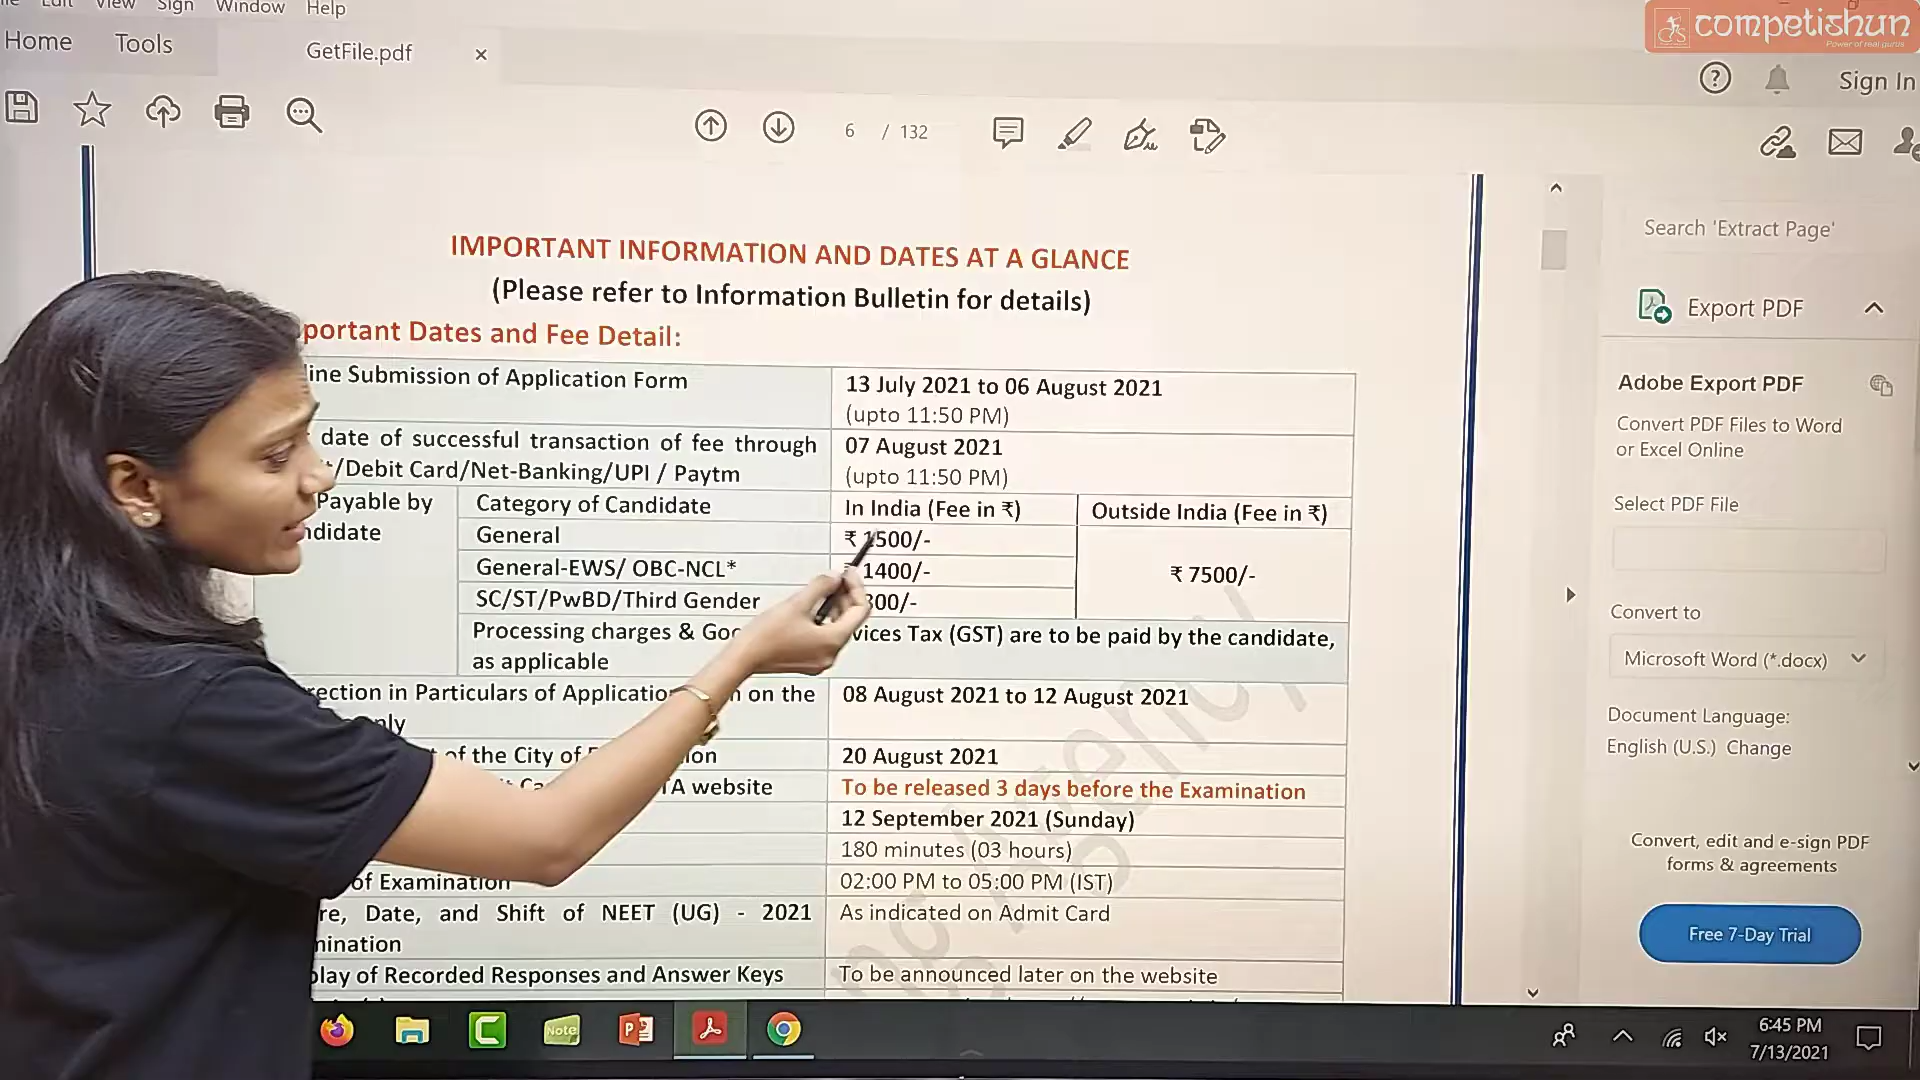 Edit View Sign Window Help
competishun
Power of real gurus
Home Tools GetFile.pdf ×
Sign In
6 / 132
IMPORTANT INFORMATION AND DATES AT A GLANCE
(Please refer to Information Bulletin for details)
portant Dates and Fee Detail:
line Submission of Application Form
13 July 2021 to 06 August 2021
(upto 11:50 PM)
date of successful transaction of fee through
/Debit Card/Net-Banking/UPI / Paytm
07 August 2021
(upto 11:50 PM)
Payable by
ndidate
Category of Candidate
In India (Fee in ₹)
Outside India (Fee in ₹)
General
₹ 1500/-
General-EWS/ OBC-NCL*
1400/-
₹ 7500/-
SC/ST/PwBD/Third Gender
00/-
Processing charges & Goo vices Tax (GST) are to be paid by the candidate,
as applicable
rection in Particulars of Applicatio n on the
nly
08 August 2021 to 12 August 2021
of the City of E ion
20 August 2021
A website
To be released 3 days before the Examination
12 September 2021 (Sunday)
180 minutes (03 hours)
of Examination
02:00 PM to 05:00 PM (IST)
re, Date, and Shift of NEET (UG) - 2021
mination
As indicated on Admit Card
play of Recorded Responses and Answer Keys
To be announced later on the website
Search 'Extract Page'
Export PDF
Adobe Export PDF
Convert PDF Files to Word
or Excel Online
Select PDF File
Convert to
Microsoft Word (*.docx)
Document Language:
English (U.S.) Change
Convert, edit and e-sign PDF
forms & agreements
Free 7-Day Trial
Note
6:45 PM
7/13/2021